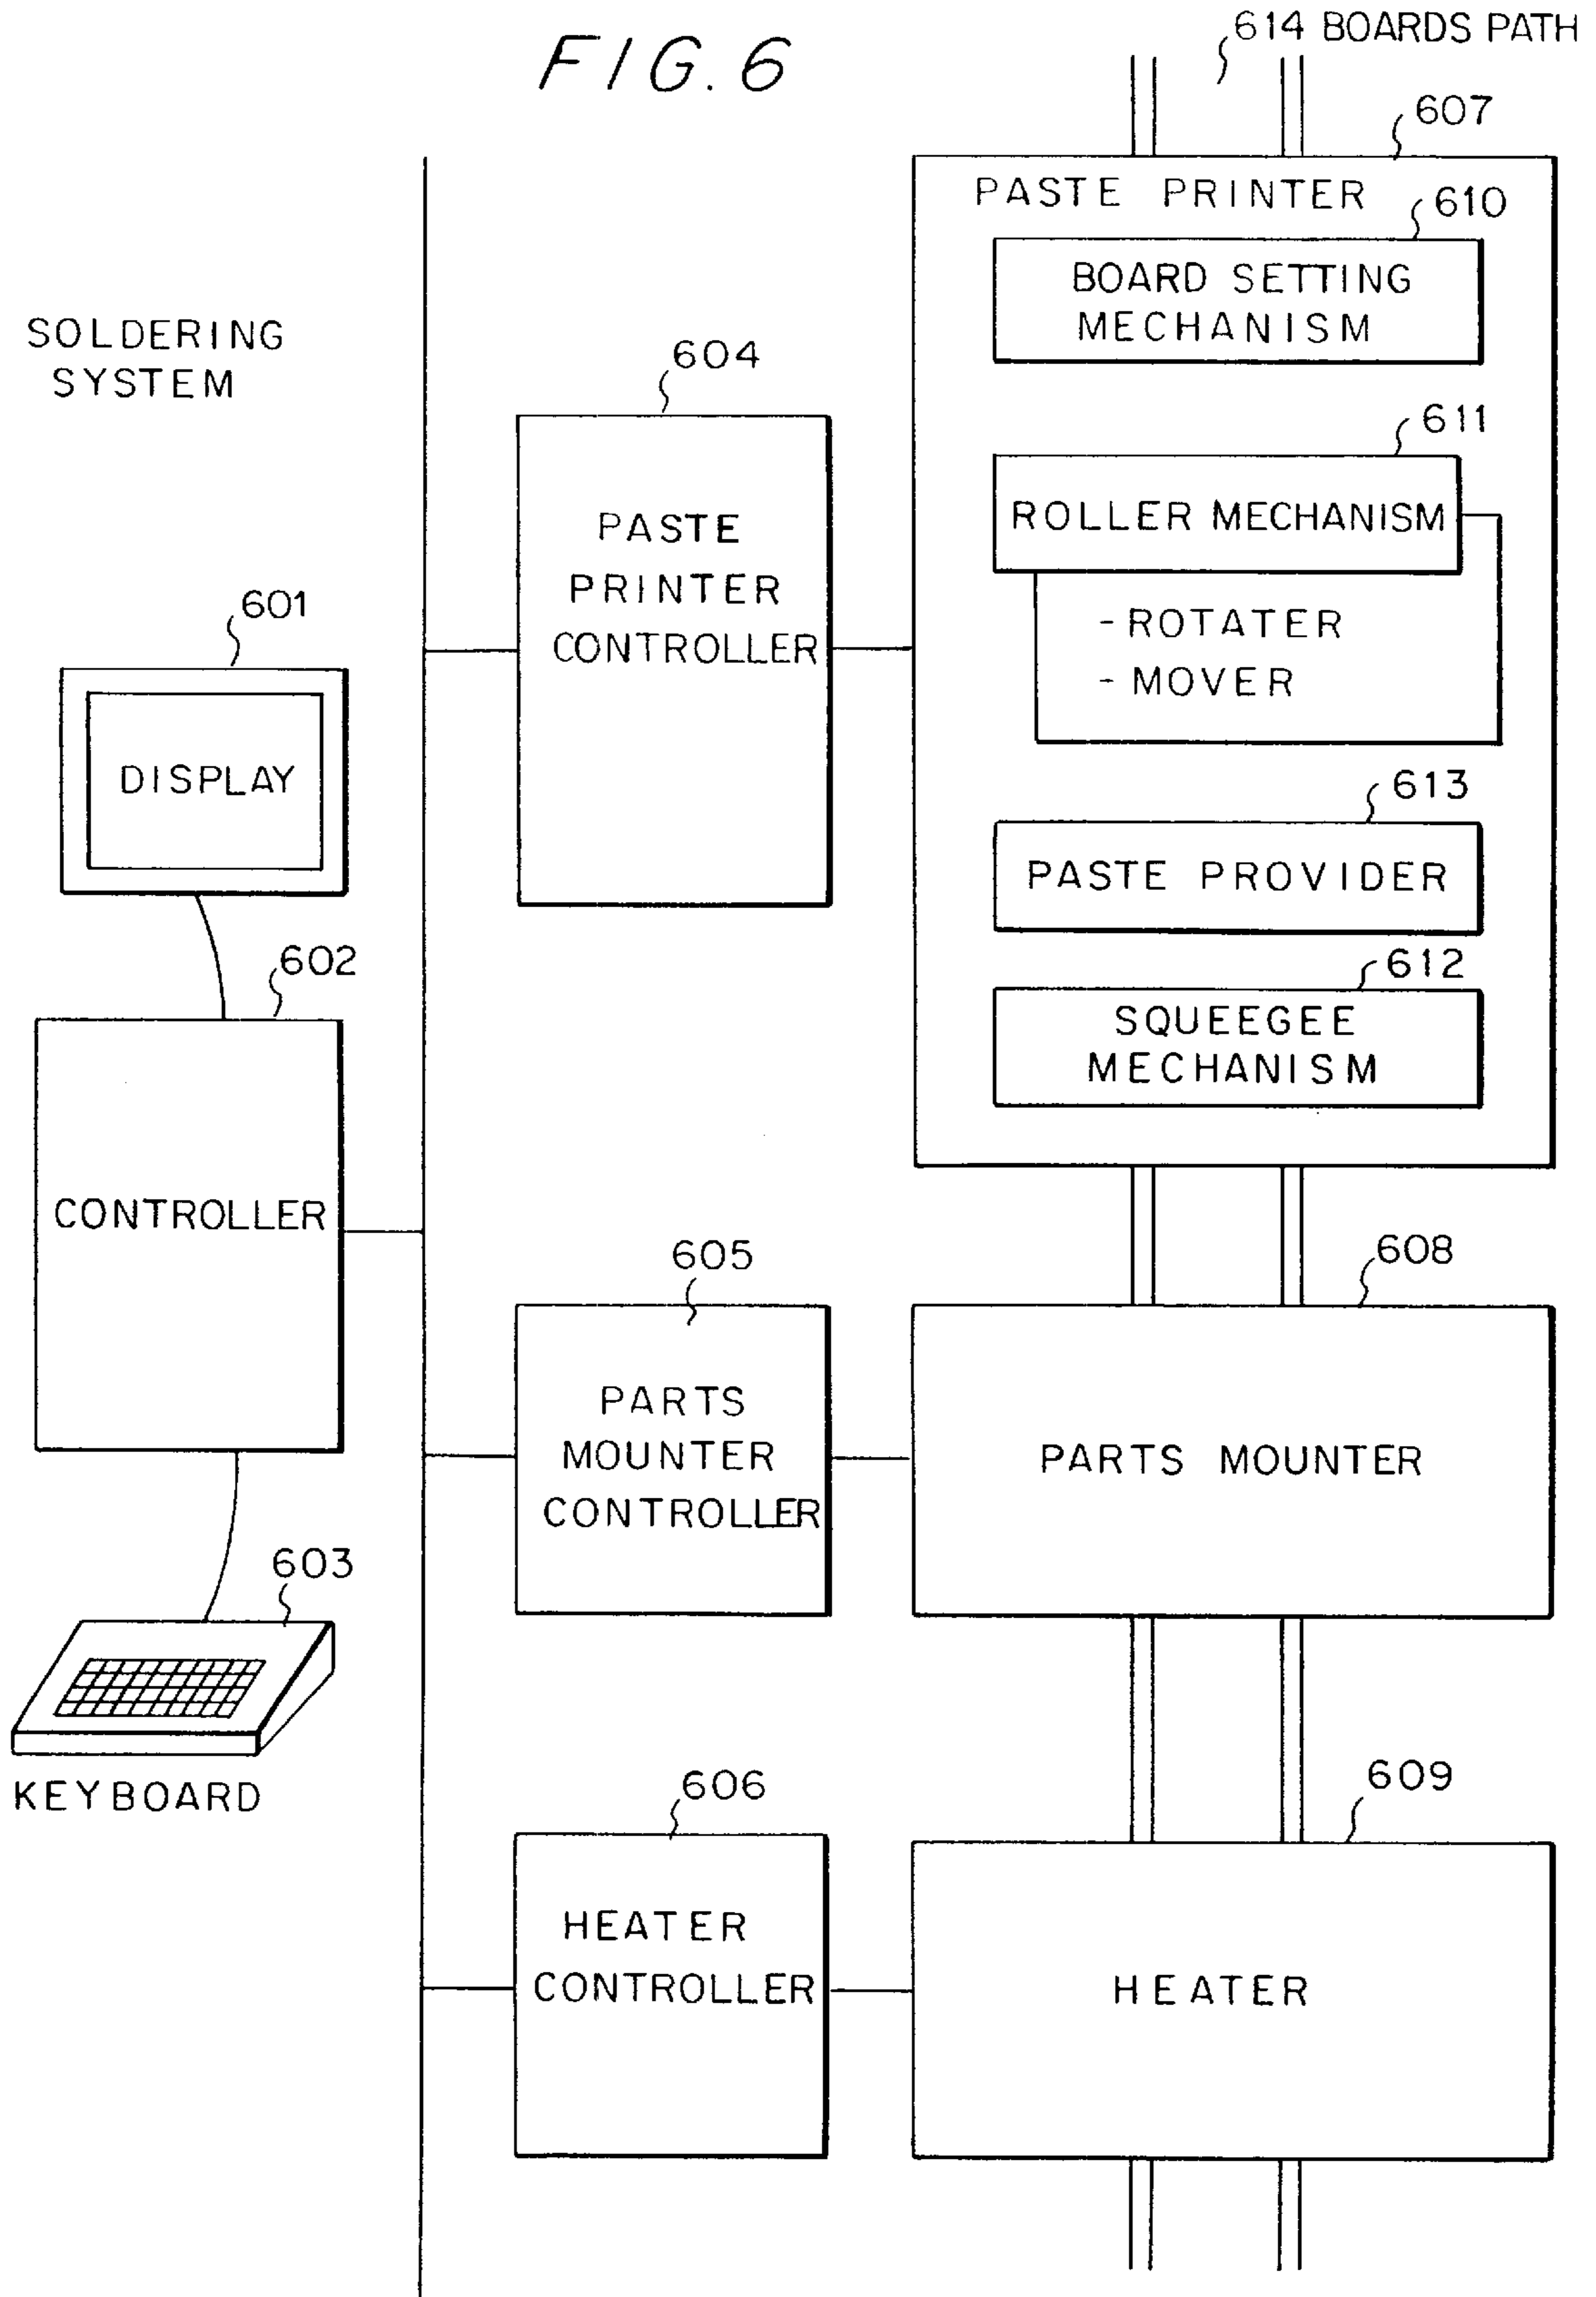 FIG. 6
614 BOARDS PATH
607
PASTE PRINTER
610
BOARD SETTING
MECHANISM
SOLDERING
SYSTEM
604
PASTE
PRINTER
CONTROLLER
611
ROLLER MECHANISM
- ROTATER
- MOVER
601
DISPLAY
613
PASTE PROVIDER
612
SQUEEGEE
MECHANISM
602
CONTROLLER
605
PARTS
MOUNTER
CONTROLLER
608
PARTS MOUNTER
603
KEYBOARD
606
HEATER
CONTROLLER
609
HEATER